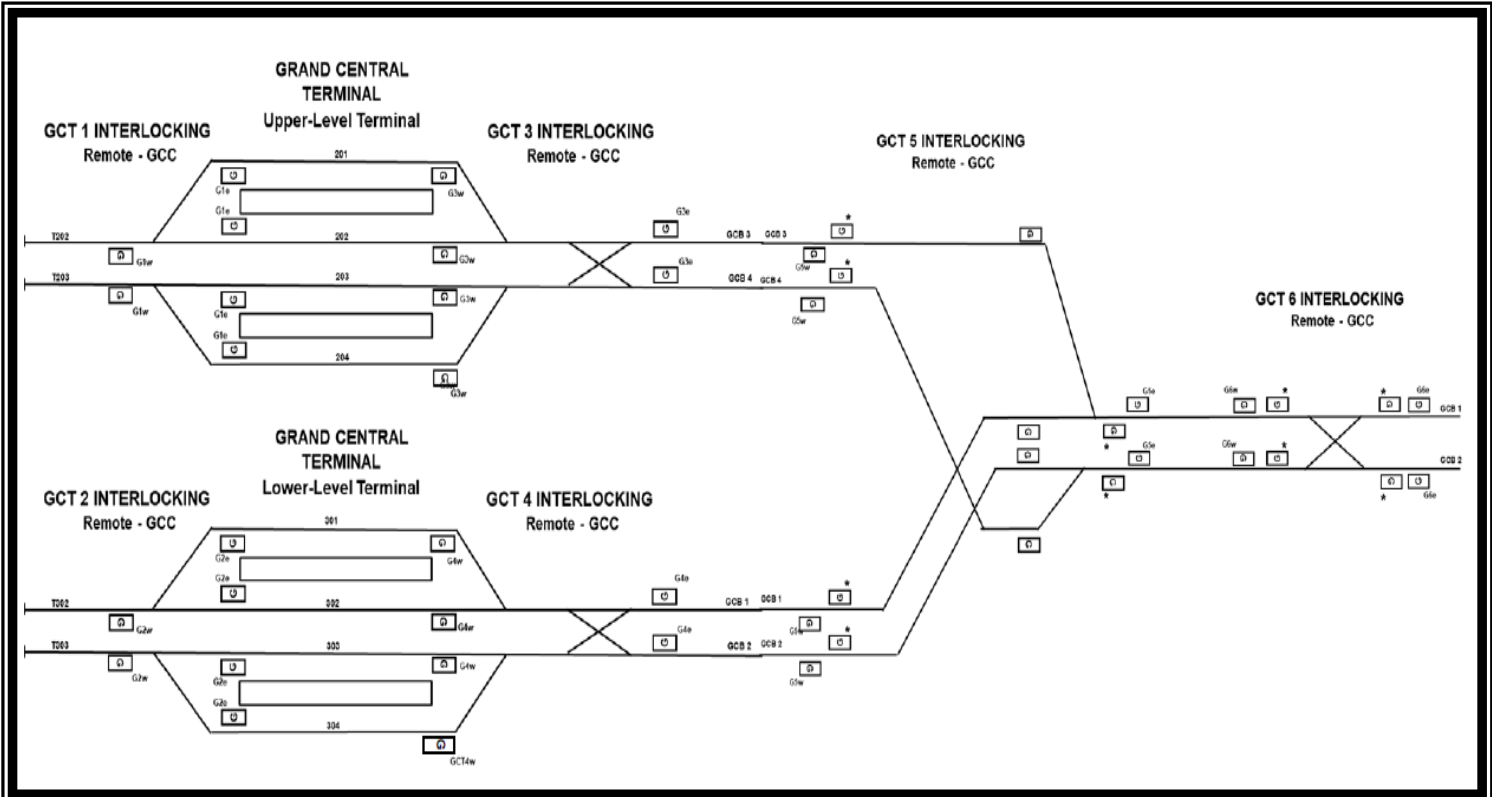 GRAND CENTRAL
TERMINAL
Upper-Level Terminal
GCT 1 INTERLOCKING
Remote - GCC
GCT 3 INTERLOCKING
Remote - GCC
GCT 5 INTERLOCKING
Remote - GCC
201
G1e
G3w
G1e
G3e
*
T202
202
GCB 3
GCB 3
G1w
G3w
G5w
*
G3e
T203
203
GCB 4
GCB 4
G1w
G1e
G3w
G5w
G1e
204
G3w
GCT 6 INTERLOCKING
Remote - GCC
G5e
G6w
*
*
G6e
GCB 1
*
G5e
G6w
*
GCB 2
*
*
G6e
GRAND CENTRAL
TERMINAL
Lower-Level Terminal
GCT 2 INTERLOCKING
Remote - GCC
GCT 4 INTERLOCKING
Remote - GCC
301
G2e
G4w
G2e
G4e
*
T302
302
GCB 1
GCB 1
G2w
G4w
G5w
*
G4e
T303
303
GCB 2
GCB 2
G2w
G2e
G4w
G5w
G2e
304
GCT4w